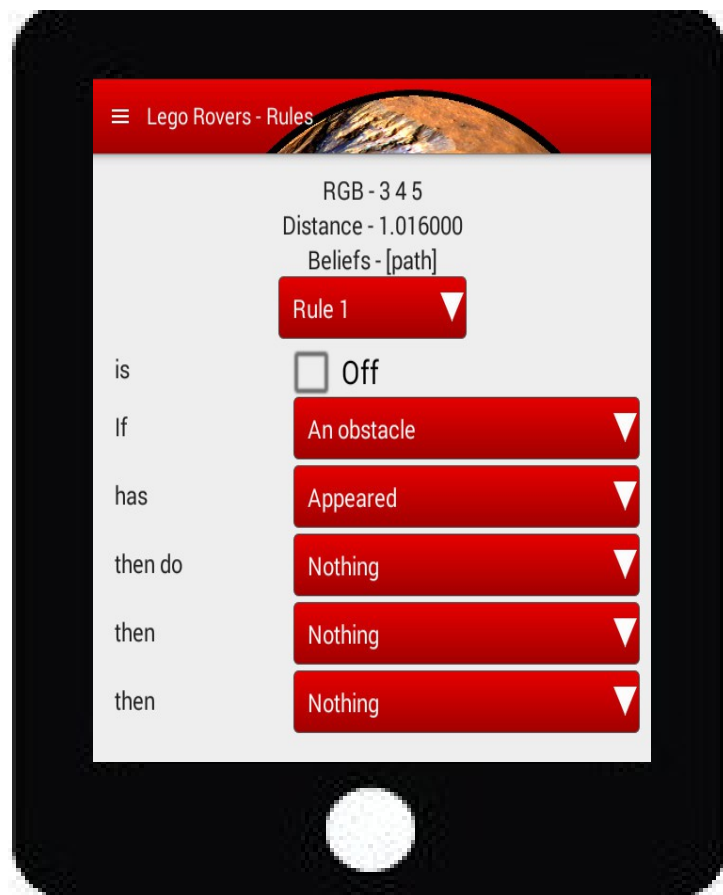 Lego Rovers - Rules
RGB - 3 4 5
Distance - 1.016000
Beliefs - [path]
Rule 1
is Off
If An obstacle
has Appeared
then do Nothing
then Nothing
then Nothing